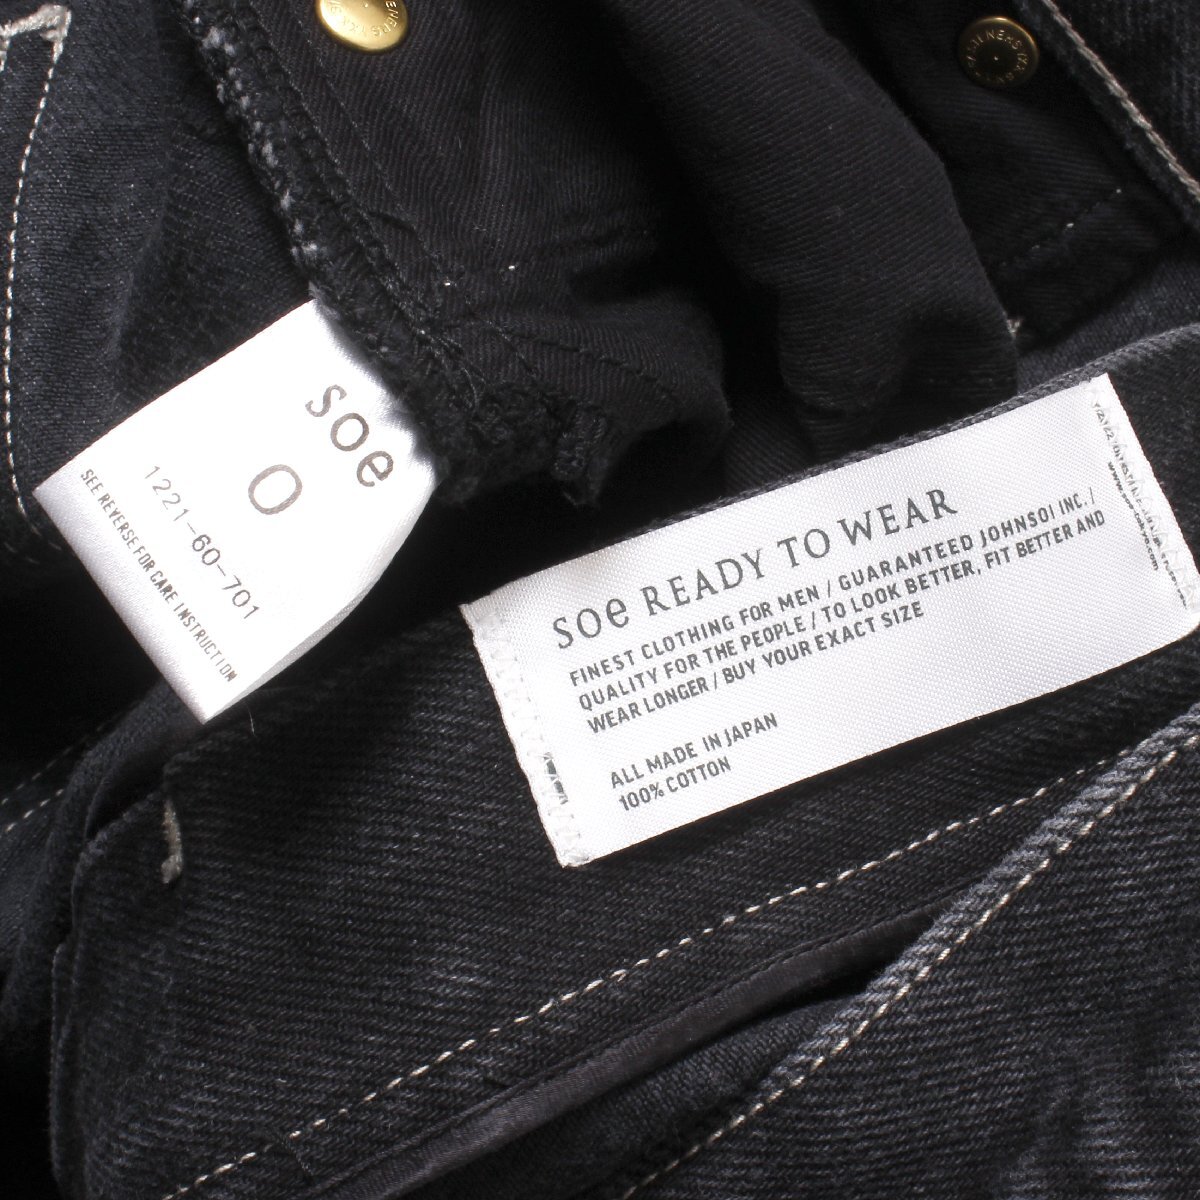 soe
0
1221-60-701
SEE REVERSE FOR CARE INSTRUCTION
soe READY TO WEAR
FINEST CLOTHING FOR MEN / GUARANTEED JOHNSOI INC. /
QUALITY FOR THE PEOPLE / TO LOOK BETTER, FIT BETTER AND
WEAR LONGER / BUY YOUR EXACT SIZE
ALL MADE IN JAPAN
100% COTTON